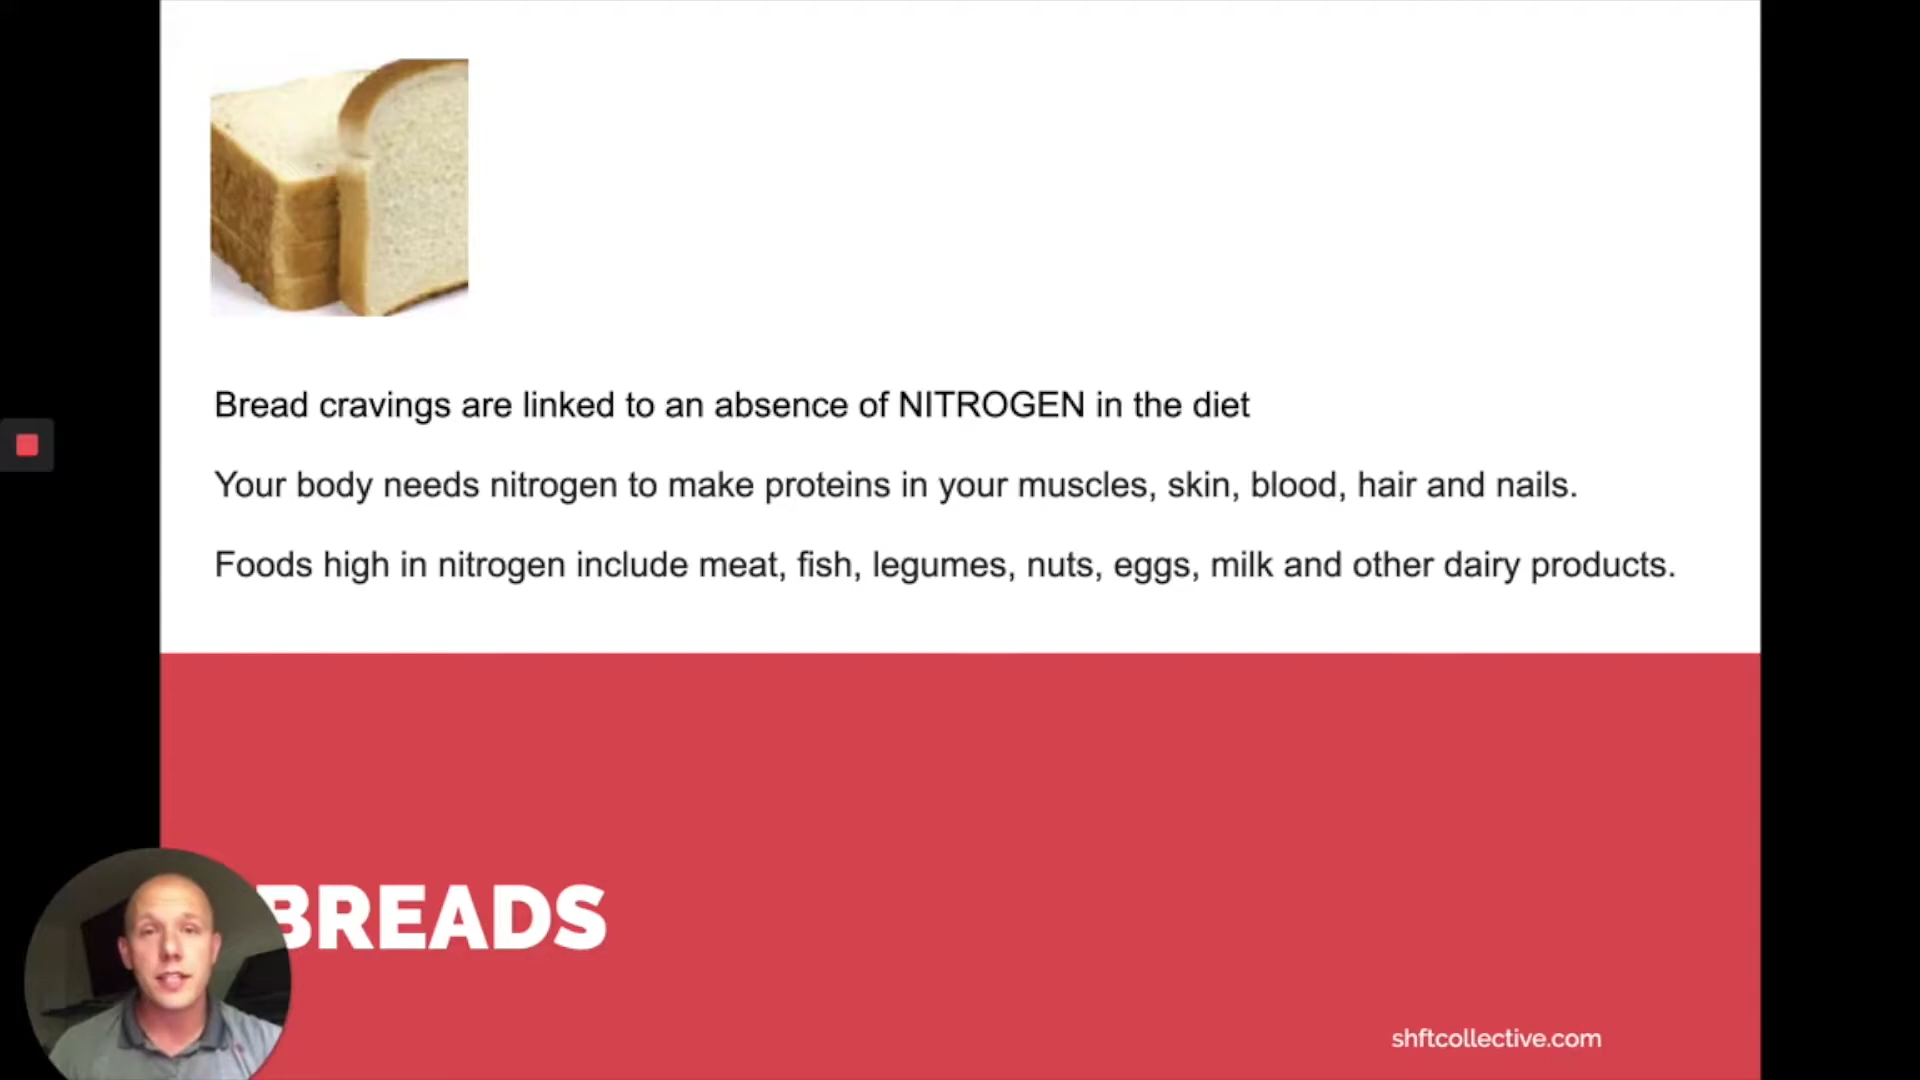 Bread cravings are linked to an absence of NITROGEN in the diet
Your body needs nitrogen to make proteins in your muscles, skin, blood, hair and nails.
Foods high in nitrogen include meat, fish, legumes, nuts, eggs, milk and other dairy products.
BREADS
shftcollective.com